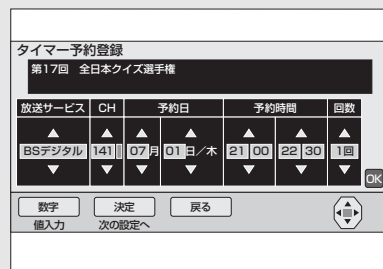 タイマー予約登録
第17回 全日本クイズ選手権
放送サービス CH 予約日 予約時間 回数
BSデジタル 141 07月 01日/木 21 00 22 30 1回
OK
数字 決定 戻る
値入力 次の設定へ